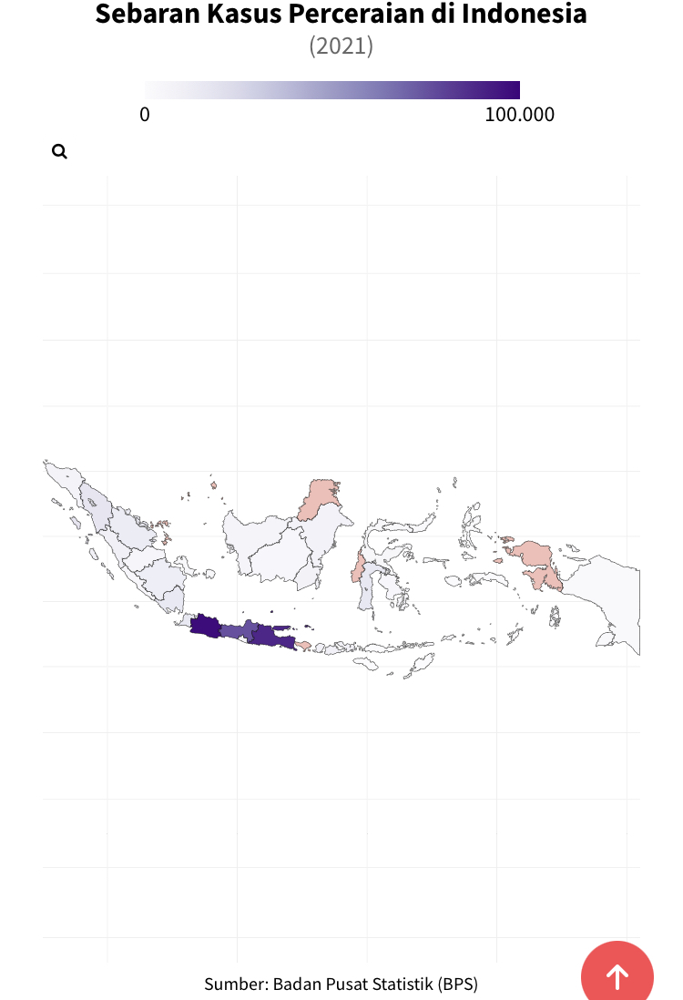 Sebaran Kasus Perceraian di Indonesia
(2021)
0 100.000
Sumber: Badan Pusat Statistik (BPS)